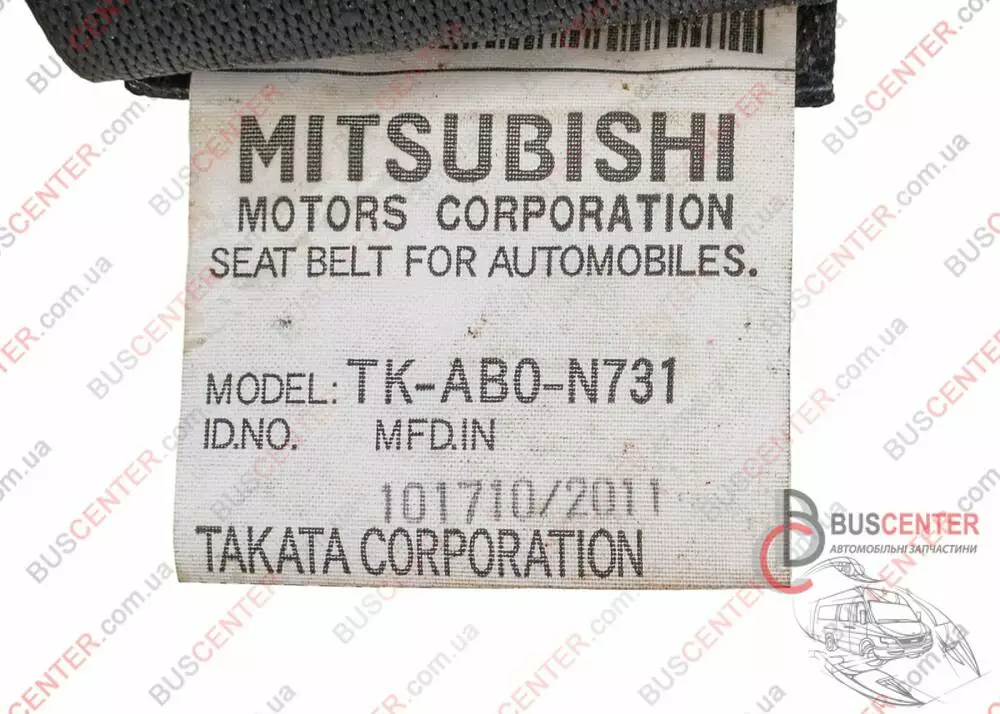 MITSUBISHI
MOTORS CORPORATION
SEAT BELT FOR AUTOMOBILES.
MODEL: TK-AB0-N731
ID.NO. MFD.IN
101710/2011
TAKATA CORPORATION
BUSCENTER
АВТОМОБІЛЬНІ ЗАПЧАСТИНИ
BUSCENTER.com.ua